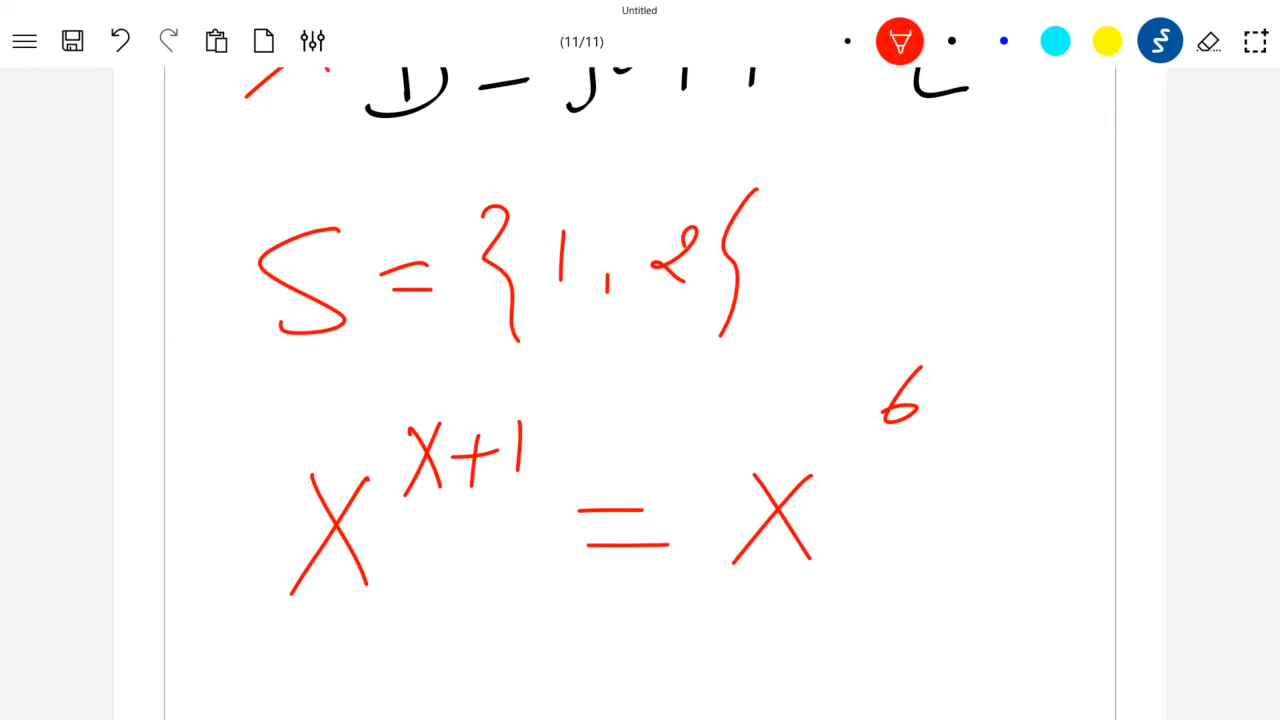 Untitled
(11/11)
S = {1, 2}
X^{X+1} = X^6